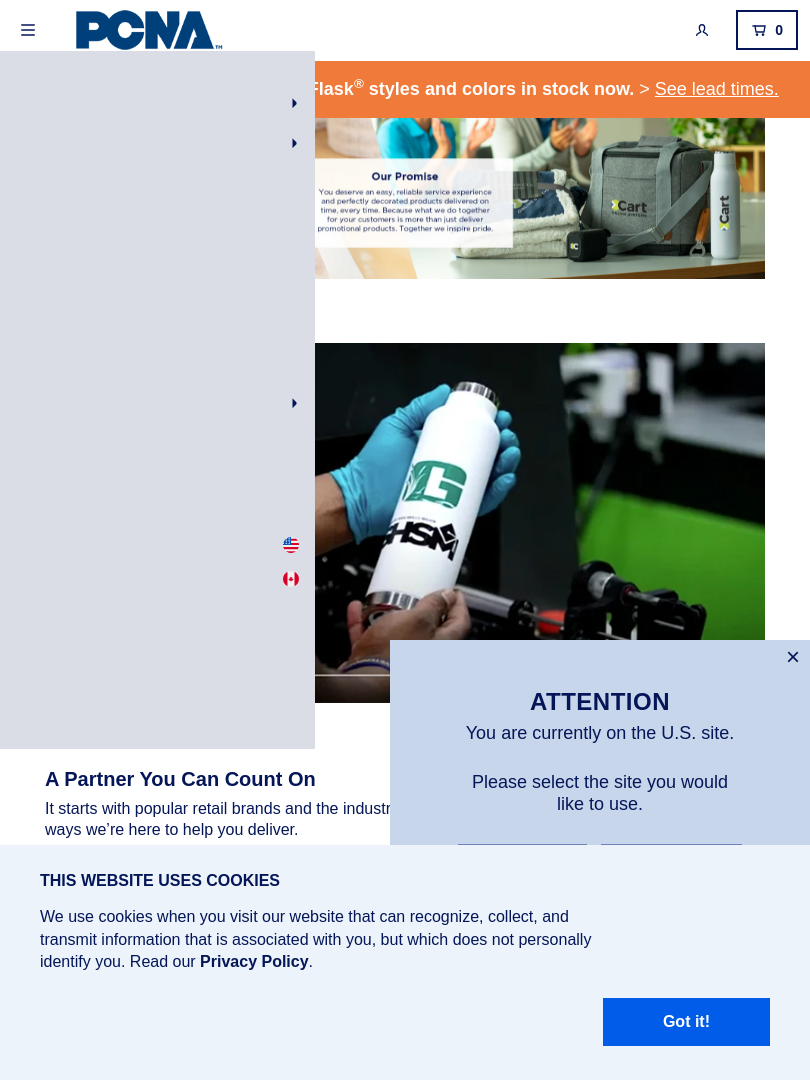 PCNA™
0
Flask® styles and colors in stock now. > See lead times.
Our Promise
You deserve an easy, reliable service experience
and perfectly decorated products delivered on
time, every time. Because what we do together
for your customers is more than just deliver
promotional products. Together we inspire pride.
Cart
Cart
G
ATTENTION
You are currently on the U.S. site.
Please select the site you would
like to use.
A Partner You Can Count On
It starts with popular retail brands and the
ways we’re here to help you deliver.
THIS WEBSITE USES COOKIES
We use cookies when you visit our website that can recognize, collect, and
transmit information that is associated with you, but which does not personally
identify you. Read our Privacy Policy.
Got it!